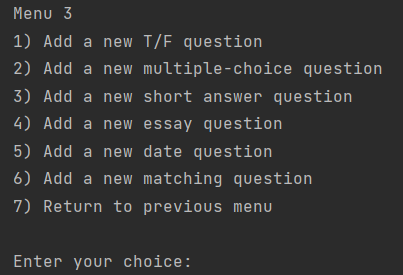 Menu 3
1) Add a new T/F question
2) Add a new multiple-choice question
3) Add a new short answer question
4) Add a new essay question
5) Add a new date question
6) Add a new matching question
7) Return to previous menu
Enter your choice: